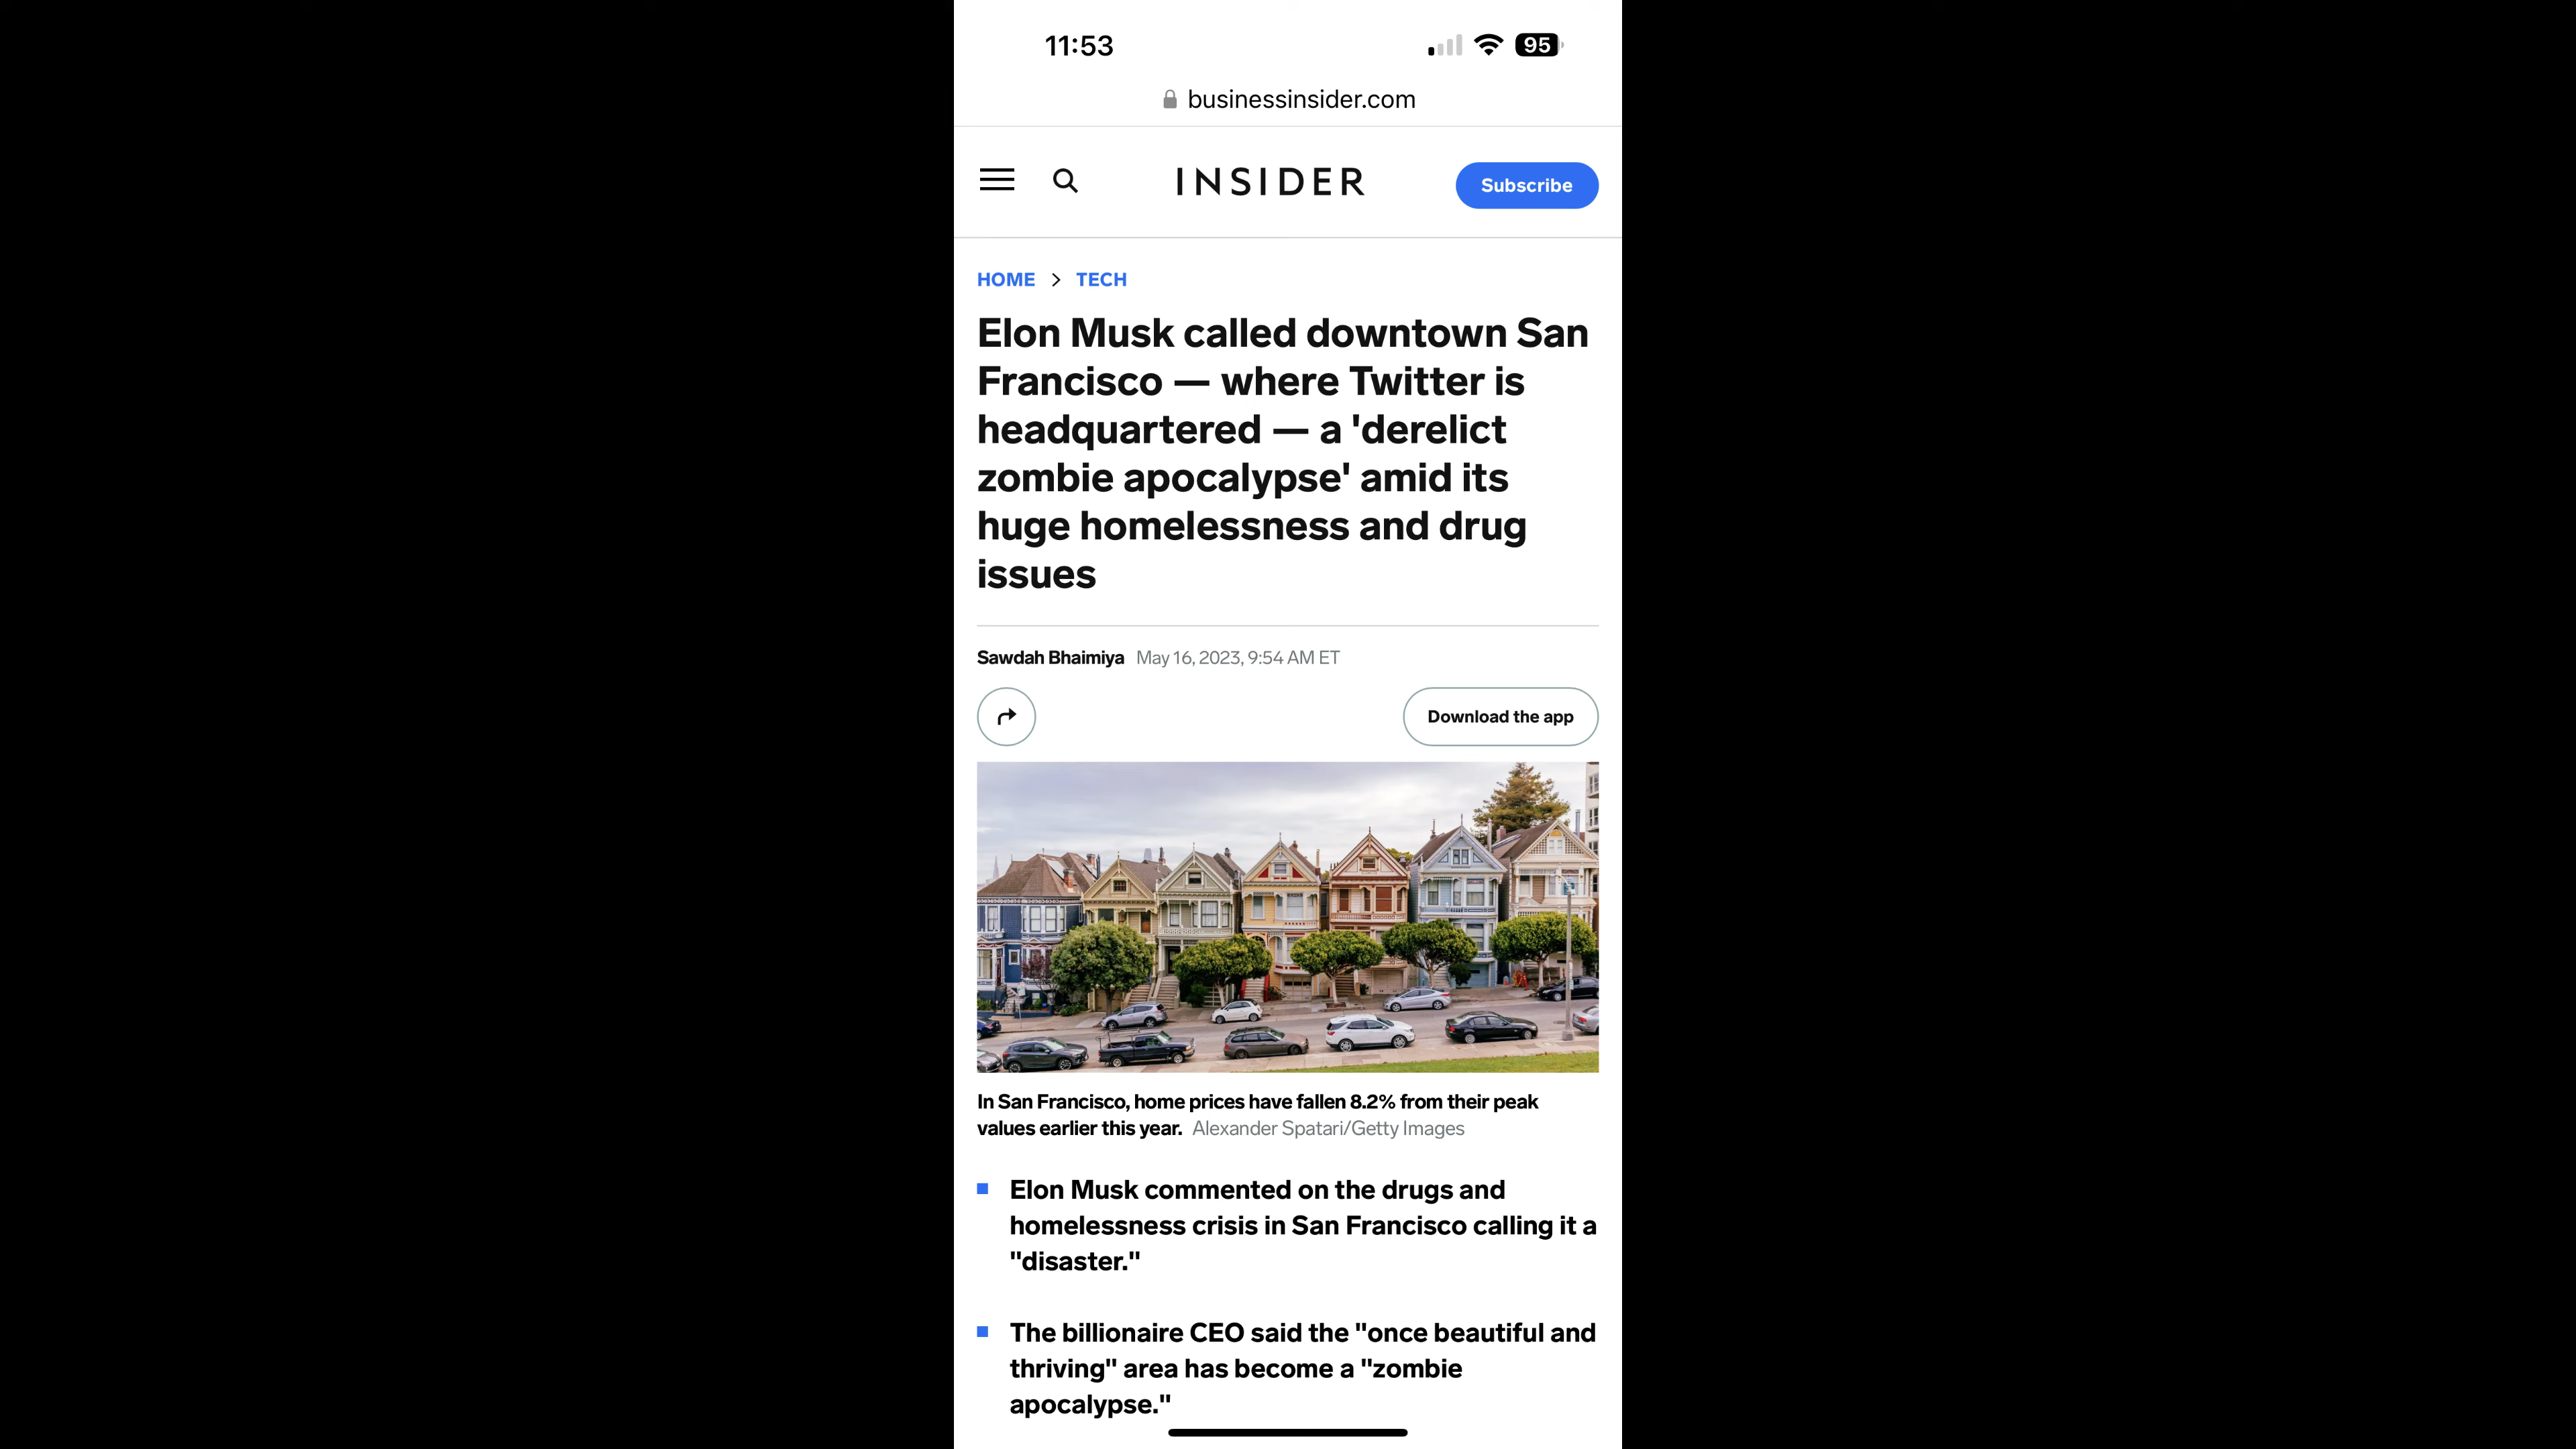 11:53
95
businessinsider.com
INSIDER
Subscribe
HOME > TECH
Elon Musk called downtown San
Francisco — where Twitter is
headquartered — a 'derelict
zombie apocalypse' amid its
huge homelessness and drug
issues
Sawdah Bhaimiya May 16, 2023, 9:54 AM ET
Download the app
In San Francisco, home prices have fallen 8.2% from their peak
values earlier this year. Alexander Spatari/Getty Images
Elon Musk commented on the drugs and
homelessness crisis in San Francisco calling it a
"disaster."
The billionaire CEO said the "once beautiful and
thriving" area has become a "zombie
apocalypse."